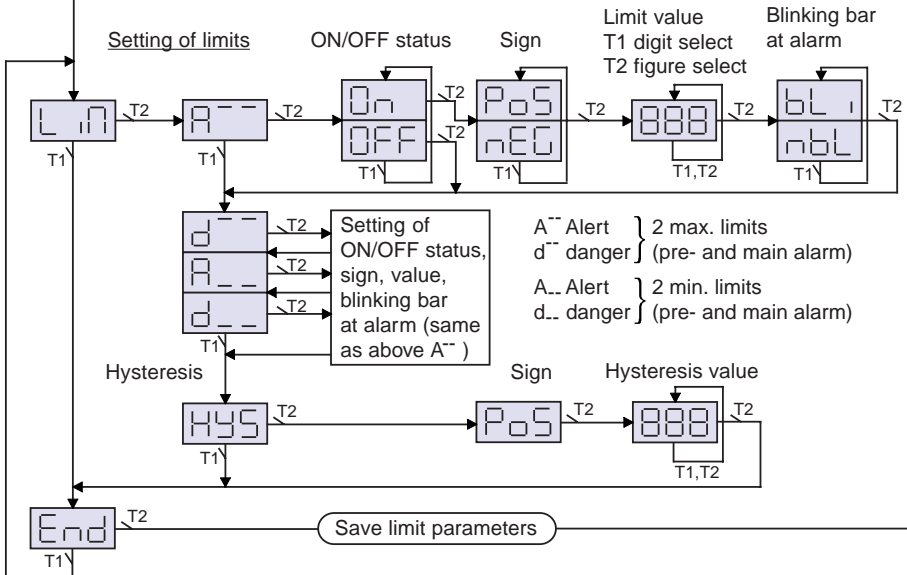 Setting of limits
ON/OFF status
Sign
Limit value
T1 digit select
T2 figure select
Blinking bar
at alarm
LiM
T2
T1
A¯¯
T2
On
OFF
T2
T2
T1
PoS
nEG
T2
T1
888
T2
T1,T2
bLi
nbL
T2
T1
d¯¯
T2
A__
T2
d__
T2
T1
Setting of
ON/OFF status,
sign, value,
blinking bar
at alarm (same
as above A¯¯ )
A¯¯ Alert
d¯¯ danger
2 max. limits
(pre- and main alarm)
A__ Alert
d__ danger
2 min. limits
(pre- and main alarm)
Hysteresis
Sign
Hysteresis value
HYS
T2
T1
PoS
T2
888
T2
T1,T2
End
T2
T1
Save limit parameters